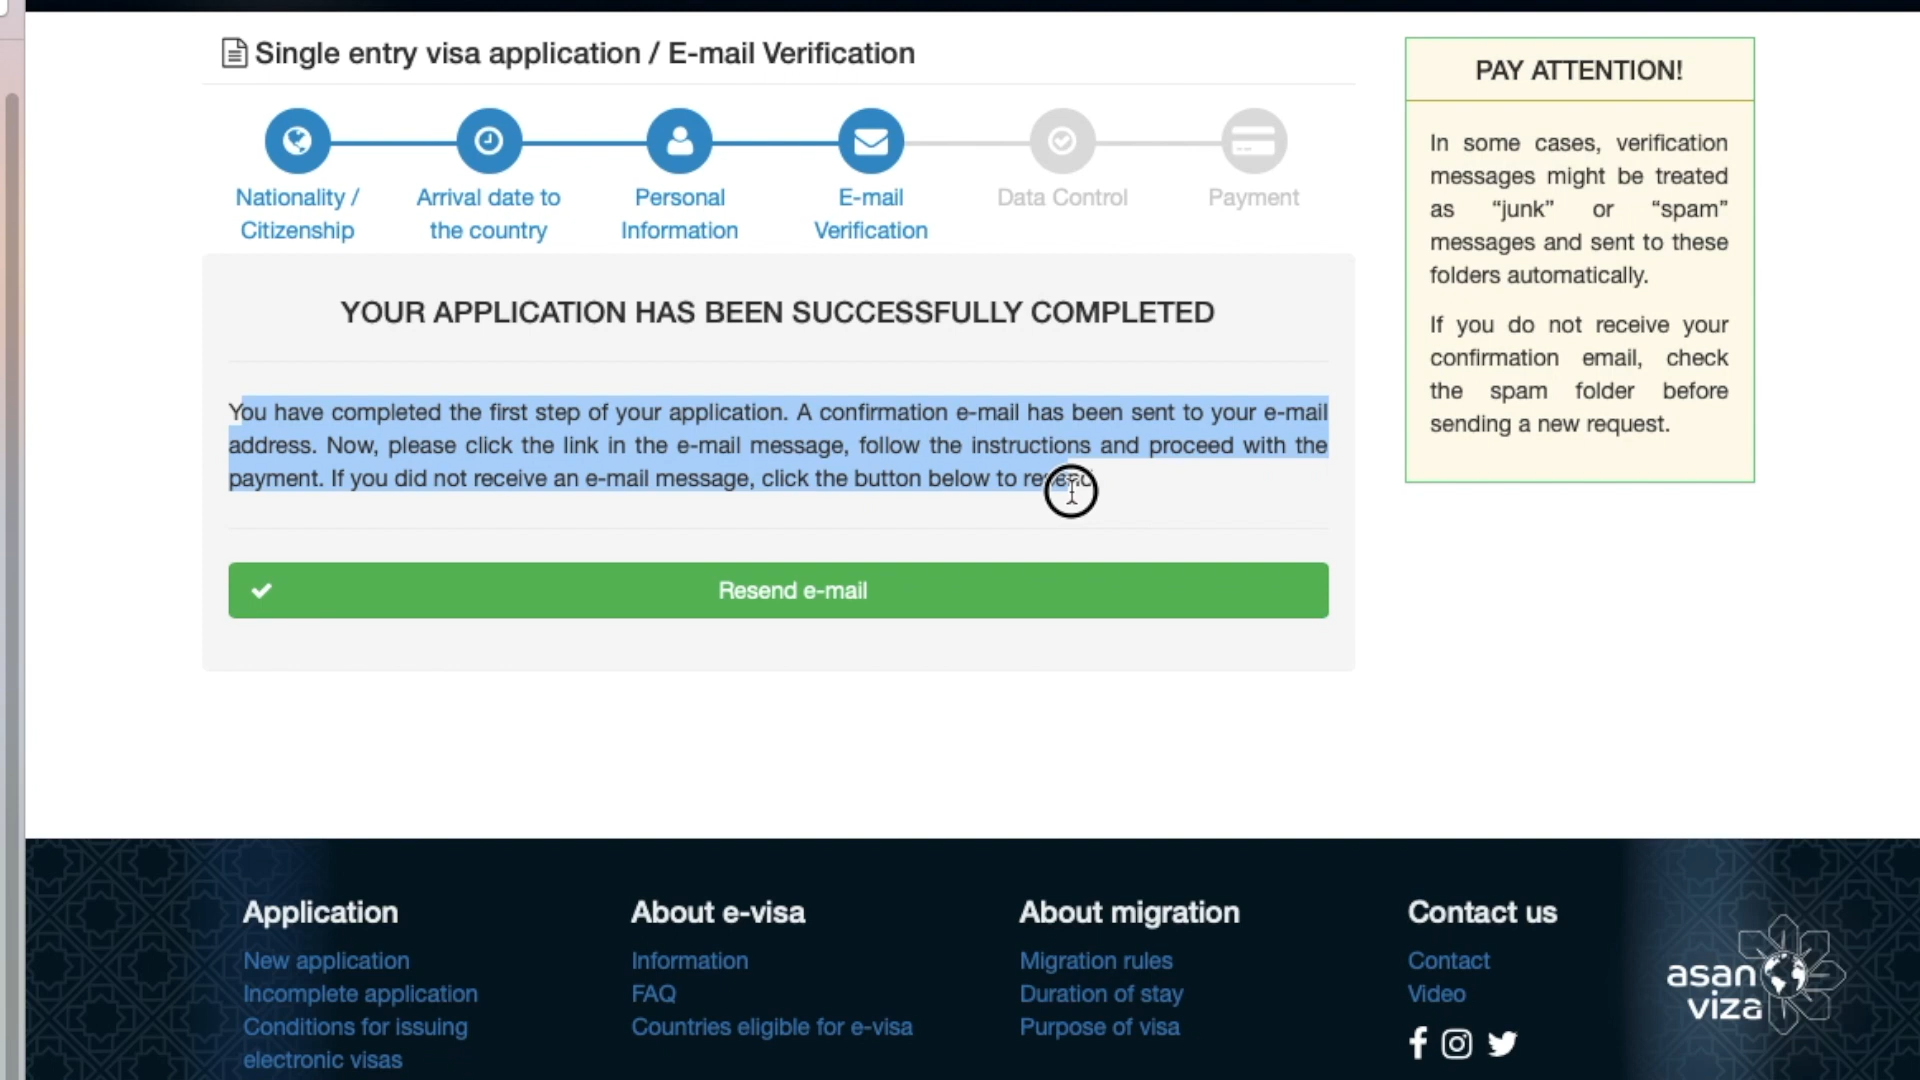 Single entry visa application / E-mail Verification
Nationality /
Citizenship
Arrival date to
the country
Personal
Information
E-mail
Verification
Data Control
Payment
YOUR APPLICATION HAS BEEN SUCCESSFULLY COMPLETED
You have completed the first step of your application. A confirmation e-mail has been sent to your e-mail
address. Now, please click the link in the e-mail message, follow the instructions and proceed with the
payment. If you did not receive an e-mail message, click the button below to
Resend e-mail
PAY ATTENTION!
In some cases, verification
messages might be treated
as “junk” or “spam”
messages and sent to these
folders automatically.
If you do not receive your
confirmation email, check
the spam folder before
sending a new request.
Application
New application
Incomplete application
Conditions for issuing
electronic visas
About e-visa
Information
FAQ
Countries eligible for e-visa
About migration
Migration rules
Duration of stay
Purpose of visa
Contact us
Contact
Video
asan
viza